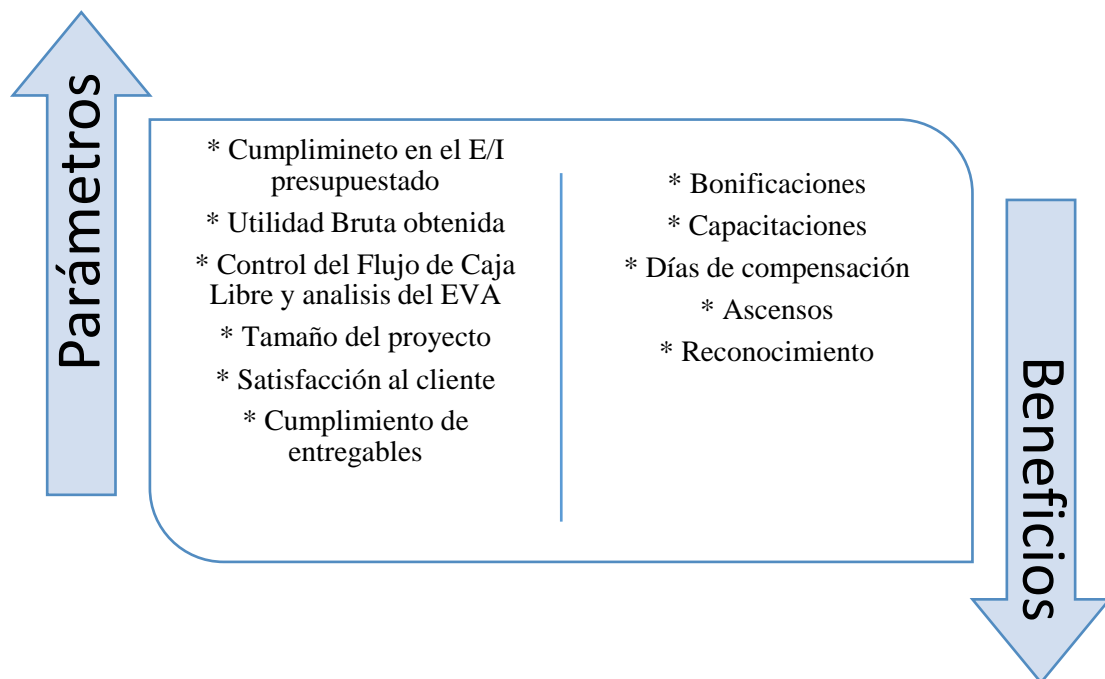 Parámetros
* Cumplimineto en el E/I
presupuestado
* Utilidad Bruta obtenida
* Control del Flujo de Caja
Libre y analisis del EVA
* Tamaño del proyecto
* Satisfacción al cliente
* Cumplimiento de
entregables
* Bonificaciones
* Capacitaciones
* Días de compensación
* Ascensos
* Reconocimiento
Beneficios